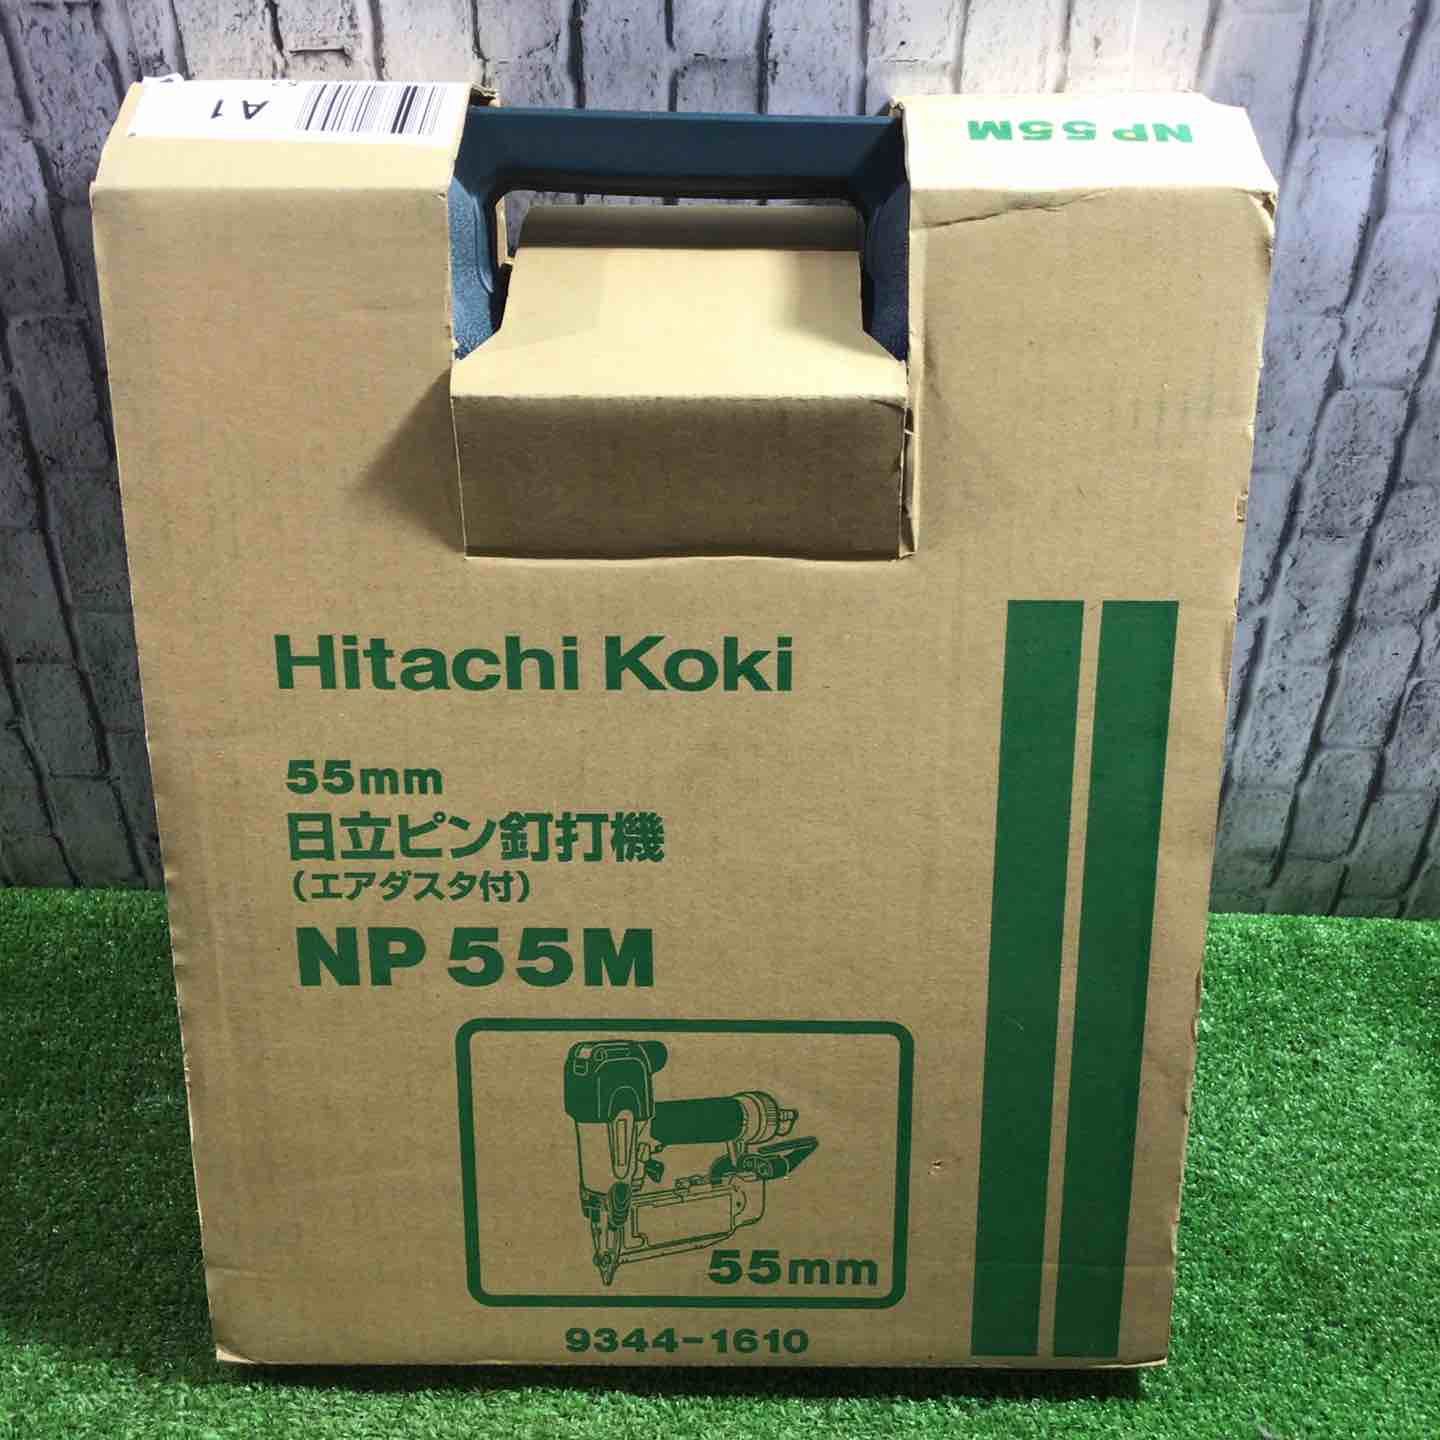 A1
NP 55M
Hitachi Koki
55mm
日立ピン釘打機
(エアダスタ付)
NP 55M
55mm
9344-1610